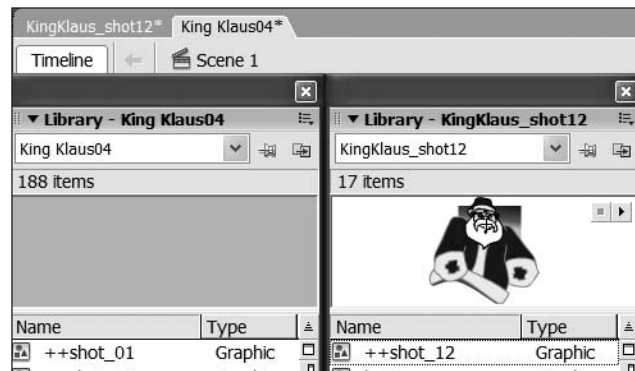 KingKlaus_shot12* King Klaus04*
Timeline Scene 1
Library - King Klaus04
King Klaus04
188 items
Name Type
++shot_01 Graphic
Library - KingKlaus_shot12
KingKlaus_shot12
17 items
Name Type
++shot_12 Graphic